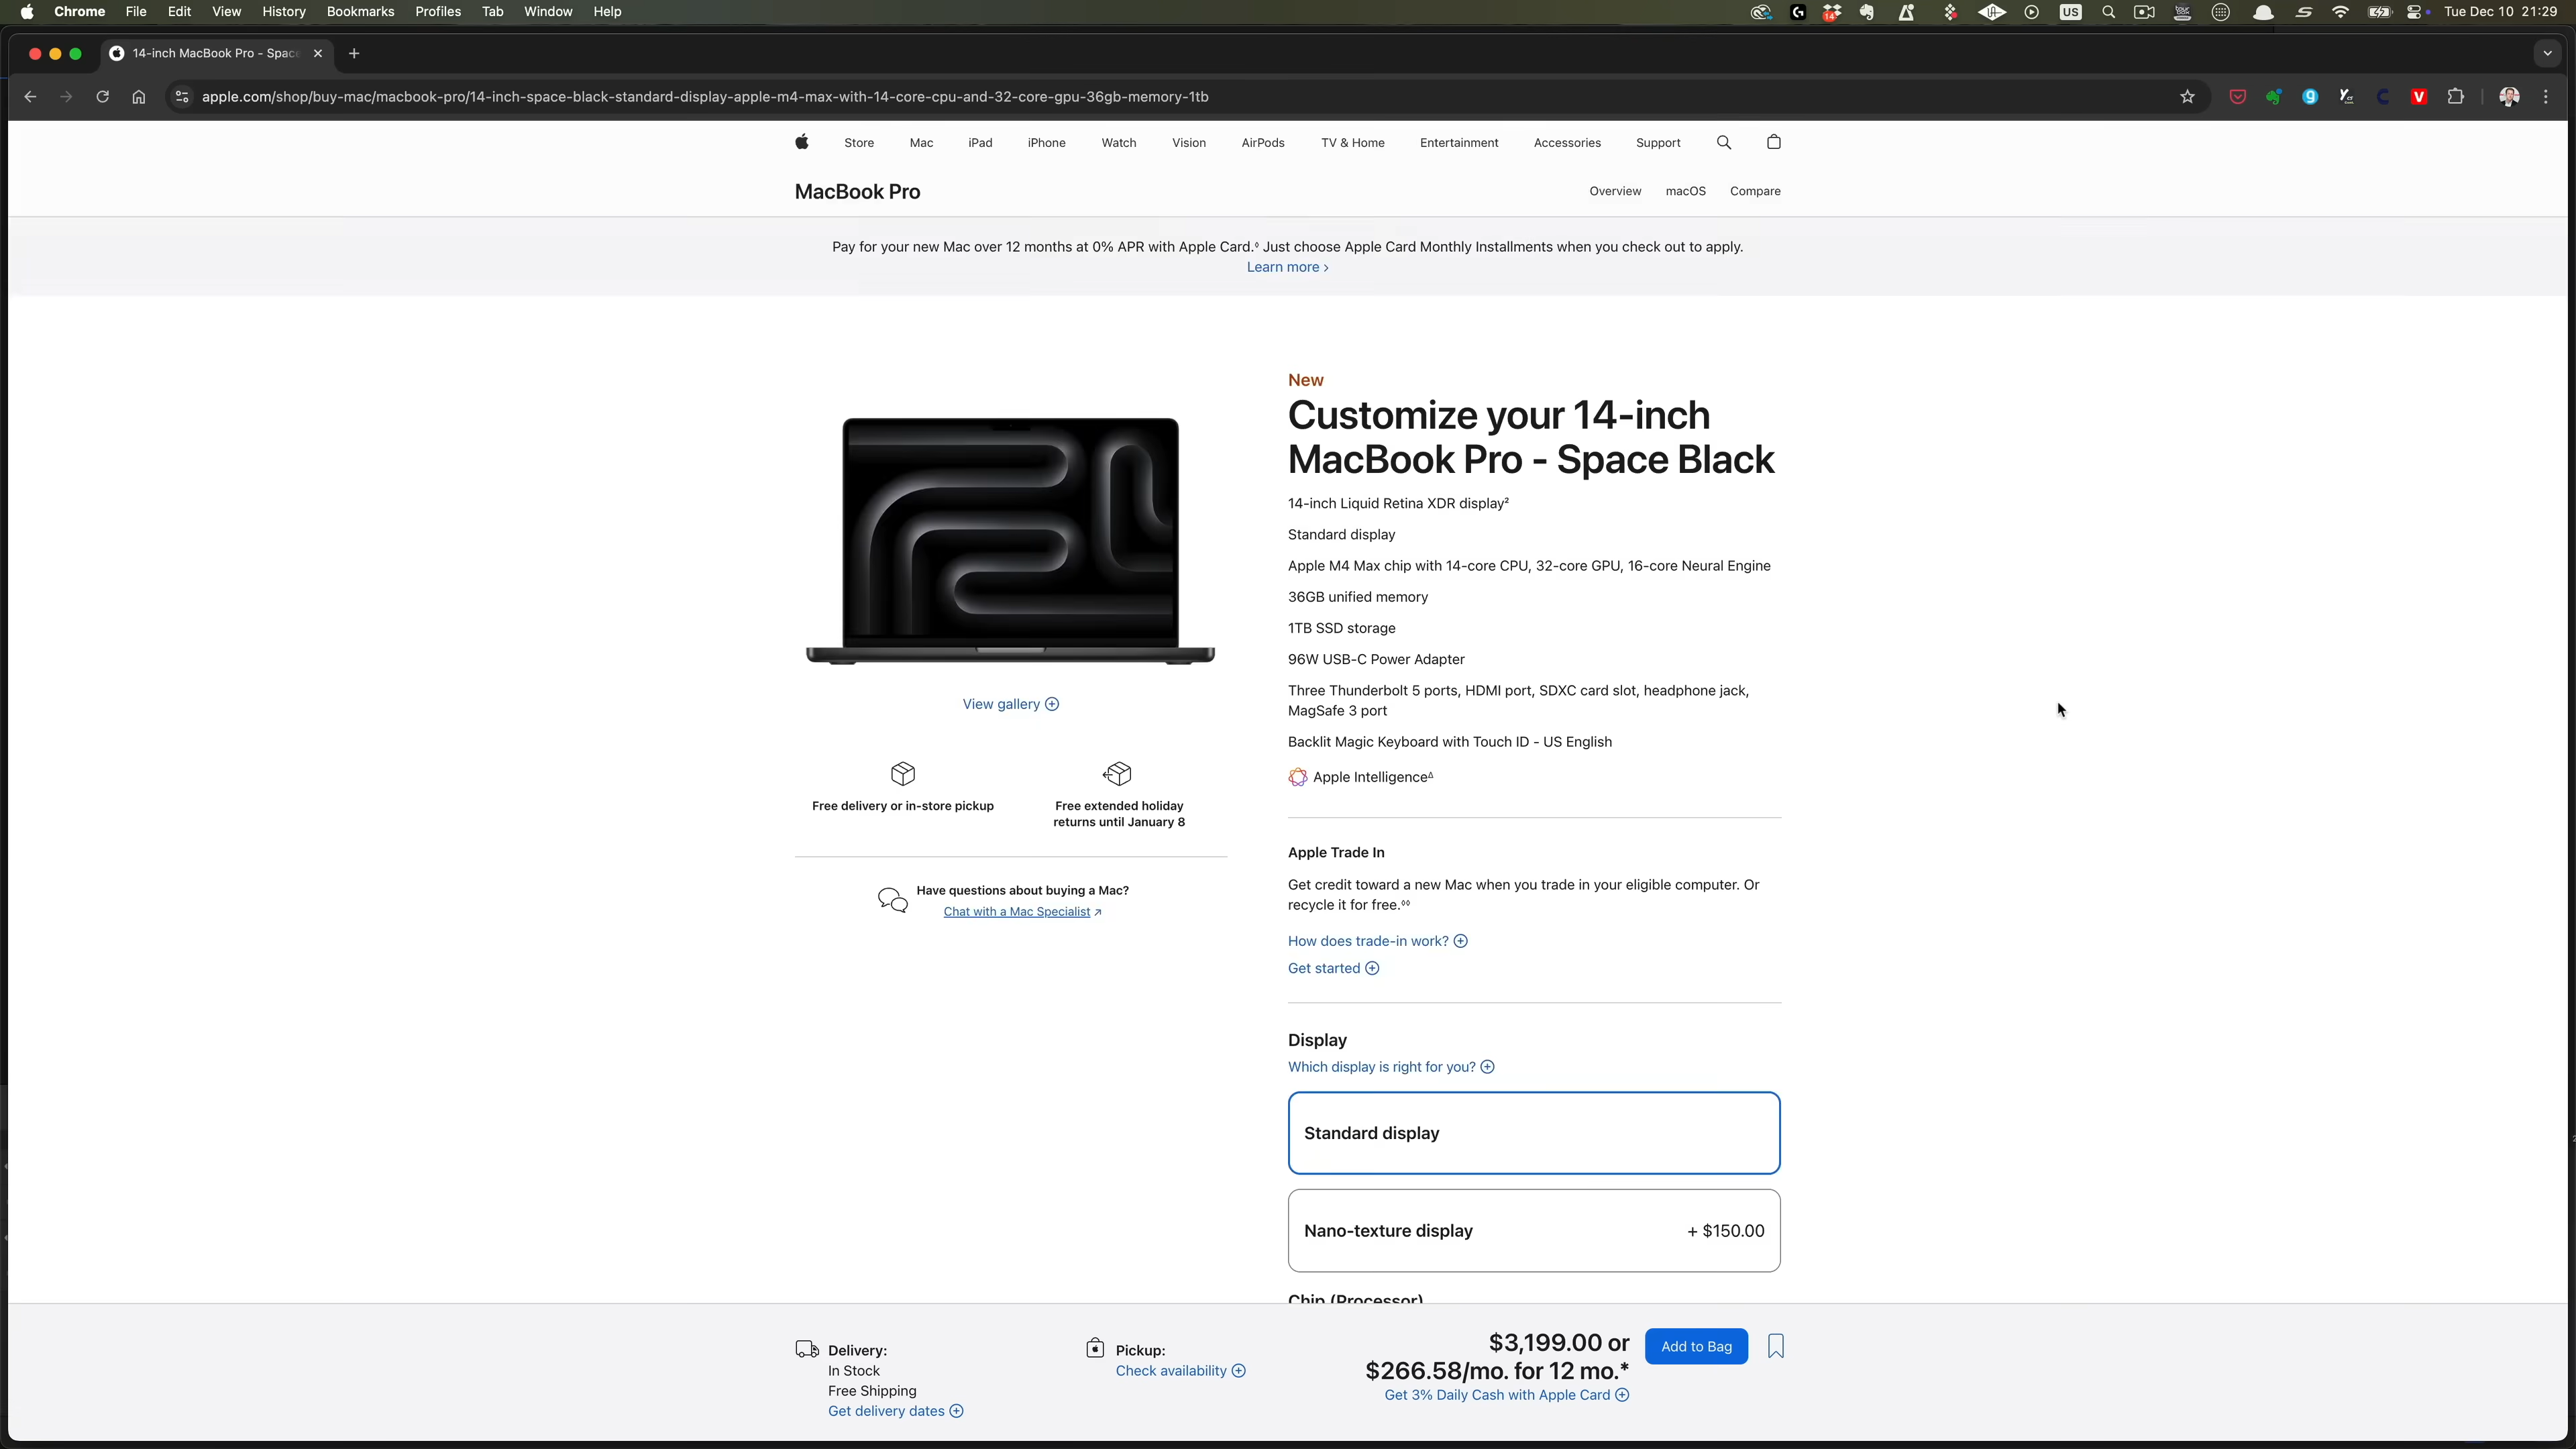 Chrome File Edit View History Bookmarks Profiles Tab Window Help
14 US Tue Dec 10 21:29
14-inch MacBook Pro - Spac
apple.com/shop/buy-mac/macbook-pro/14-inch-space-black-standard-display-apple-m4-max-with-14-core-cpu-and-32-core-gpu-36gb-memory-1tb
Store Mac iPad iPhone Watch Vision AirPods TV & Home Entertainment Accessories Support
MacBook Pro
Overview macOS Compare
Pay for your new Mac over 12 months at 0% APR with Apple Card.◊ Just choose Apple Card Monthly Installments when you check out to apply.
Learn more >
New
Customize your 14-inch
MacBook Pro - Space Black
14-inch Liquid Retina XDR display²
Standard display
Apple M4 Max chip with 14-core CPU, 32-core GPU, 16-core Neural Engine
36GB unified memory
1TB SSD storage
96W USB-C Power Adapter
Three Thunderbolt 5 ports, HDMI port, SDXC card slot, headphone jack,
MagSafe 3 port
Backlit Magic Keyboard with Touch ID - US English
Apple Intelligence∆
View gallery
Free delivery or in-store pickup
Free extended holiday
returns until January 8
Have questions about buying a Mac?
Chat with a Mac Specialist ↗
Apple Trade In
Get credit toward a new Mac when you trade in your eligible computer. Or
recycle it for free.◊◊
How does trade-in work?
Get started
Display
Which display is right for you?
Standard display
Nano-texture display + $150.00
Chip (Processor)
Delivery:
In Stock
Free Shipping
Get delivery dates
Pickup:
Check availability
$3,199.00 or
$266.58/mo. for 12 mo.*
Get 3% Daily Cash with Apple Card
Add to Bag